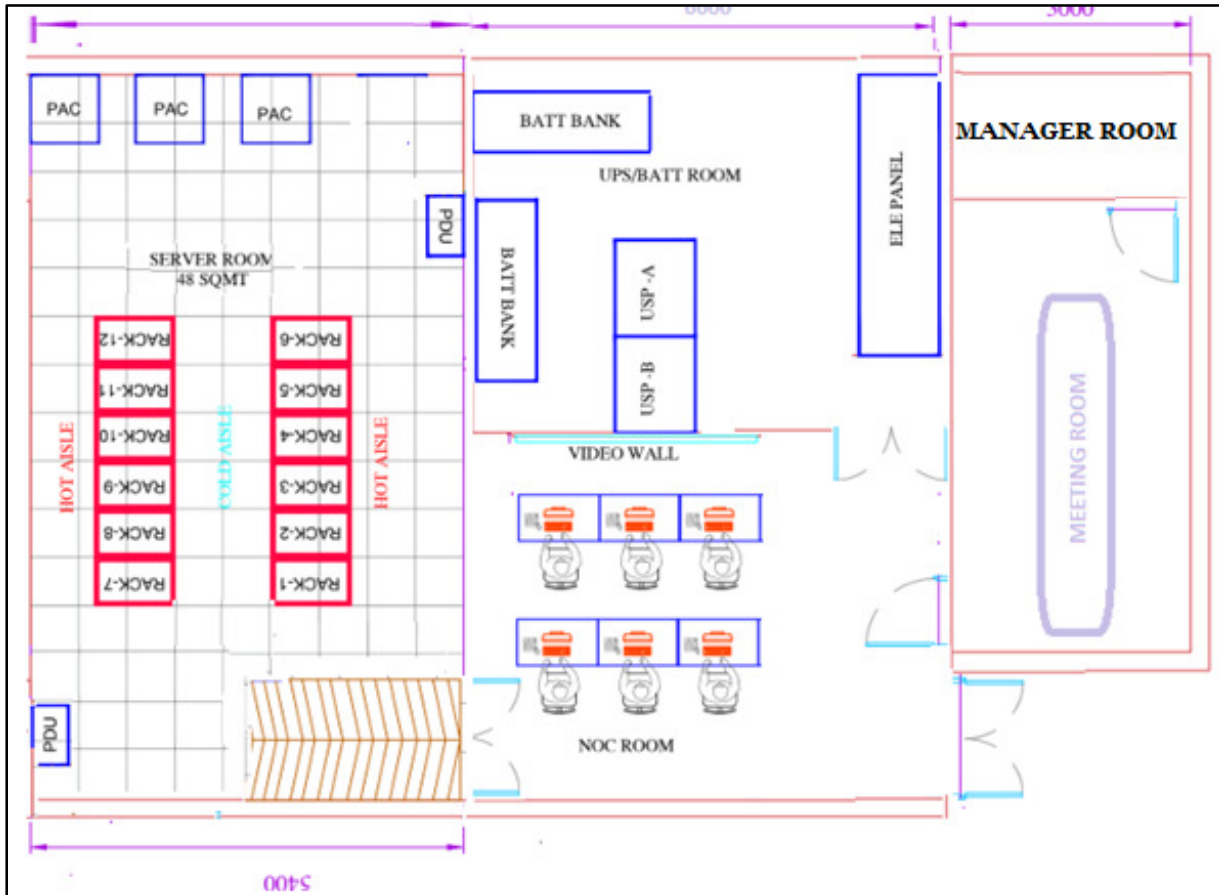 6000
3000
PAC
PAC
PAC
BATT BANK
MANAGER ROOM
UPS/BATT ROOM
ELE PANEL
PDU
SERVER ROOM
48 SQMT
BATT BANK
USP -A
USP -B
RACK-12
RACK-6
RACK-11
RACK-5
RACK-10
RACK-4
RACK-9
RACK-3
RACK-8
RACK-2
RACK-7
RACK-1
HOT AISLE
COLD AISLE
HOT AISLE
VIDEO WALL
MEETING ROOM
PDU
NOC ROOM
5400